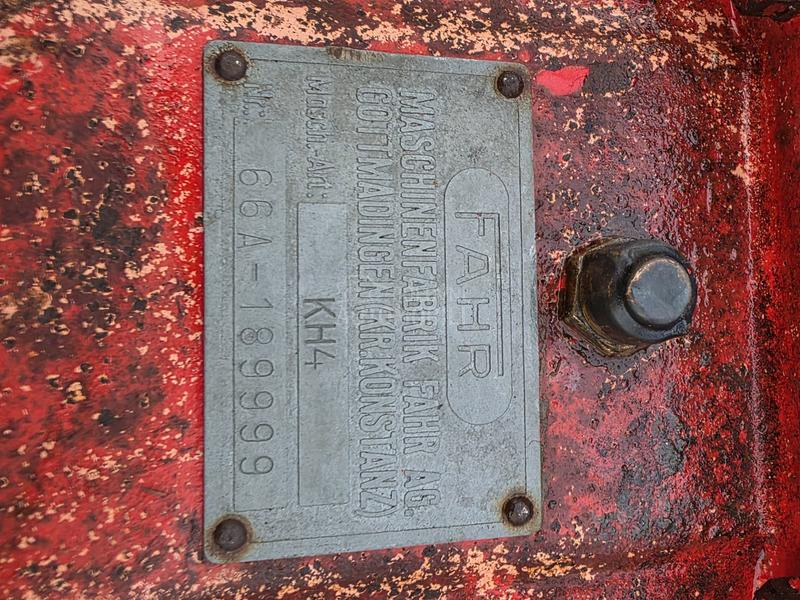 FAHR
MASCHINENFABRIK FAHR AG.
GOTTMADINGEN(KR.KONSTANZ)
Masch.-Art: KH4
Nr.: 66A-189999